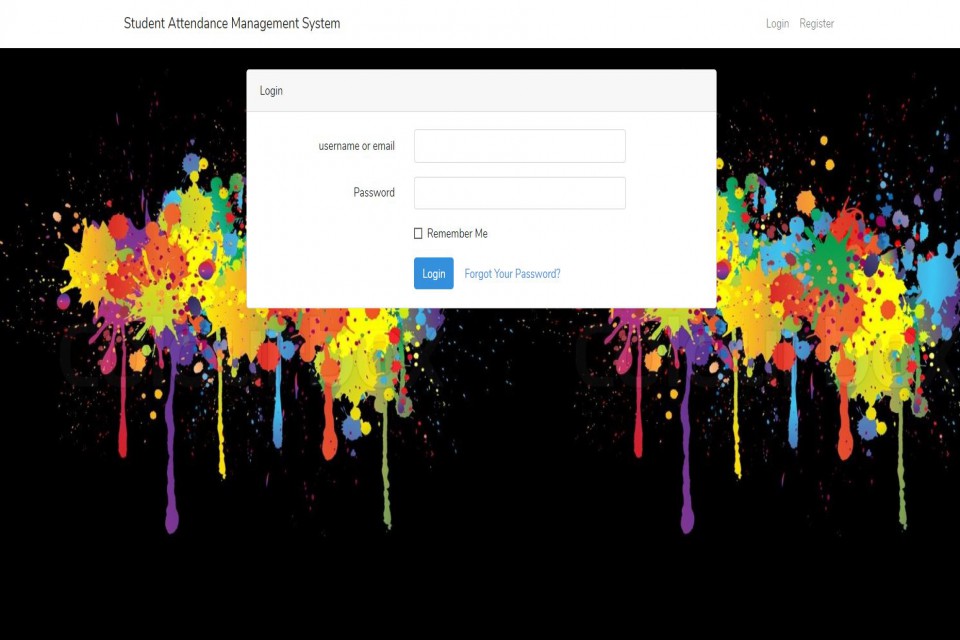 Student Attendance Management System
Login Register
Login
username or email
Password
Remember Me
Login Forgot Your Password?